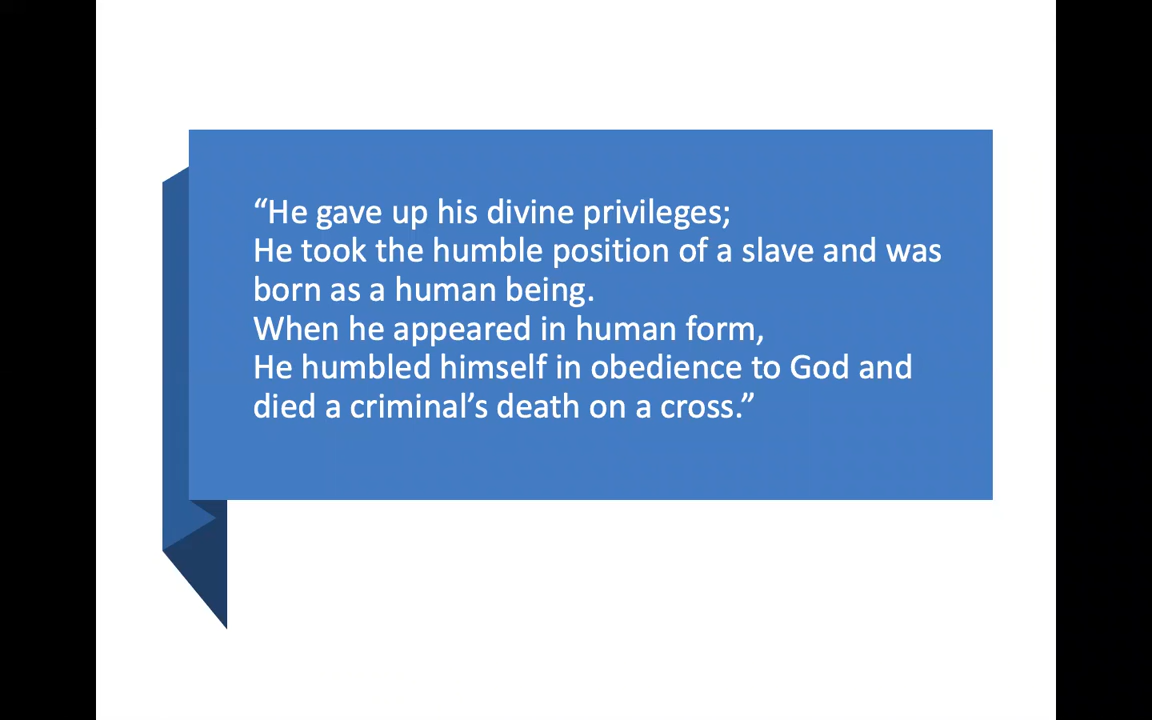 “He gave up his divine privileges;
He took the humble position of a slave and was
born as a human being.
When he appeared in human form,
He humbled himself in obedience to God and
died a criminal’s death on a cross.”